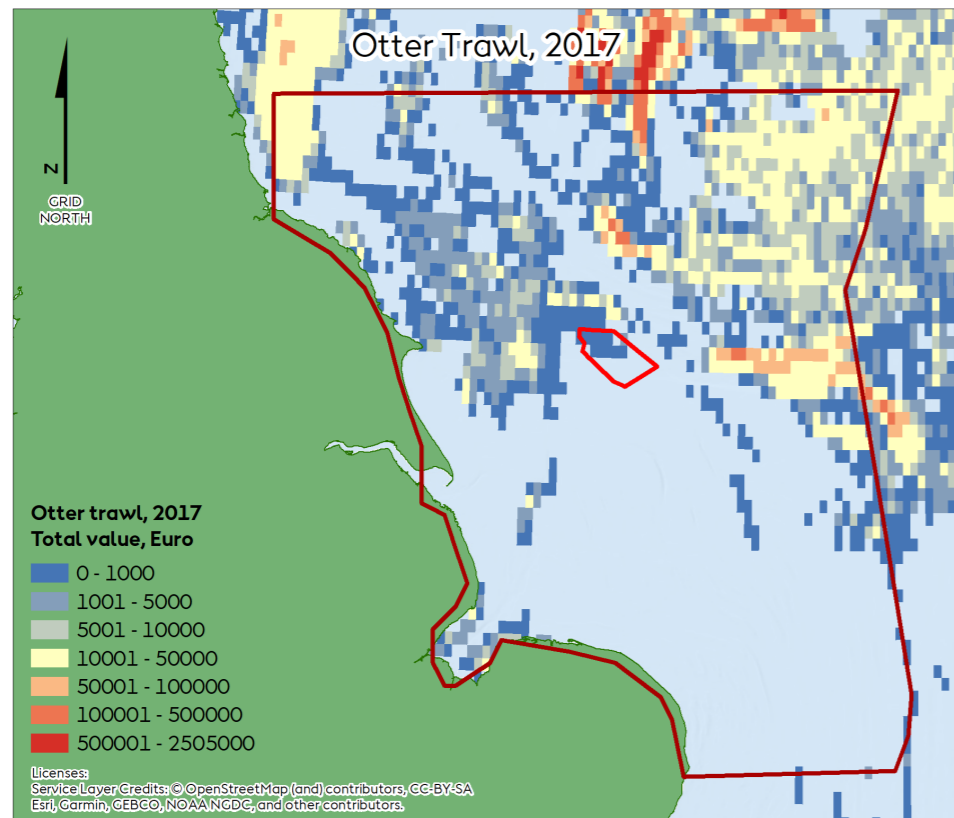 Otter Trawl, 2017
N
GRID
NORTH
Otter trawl, 2017
Total value, Euro
0 - 1000
1001 - 5000
5001 - 10000
10001 - 50000
50001 - 100000
100001 - 500000
500001 - 2505000
Licenses:
Service Layer Credits: © OpenStreetMap (and) contributors, CC-BY-SA
Esri, Garmin, GEBCO, NOAA NGDC, and other contributors.